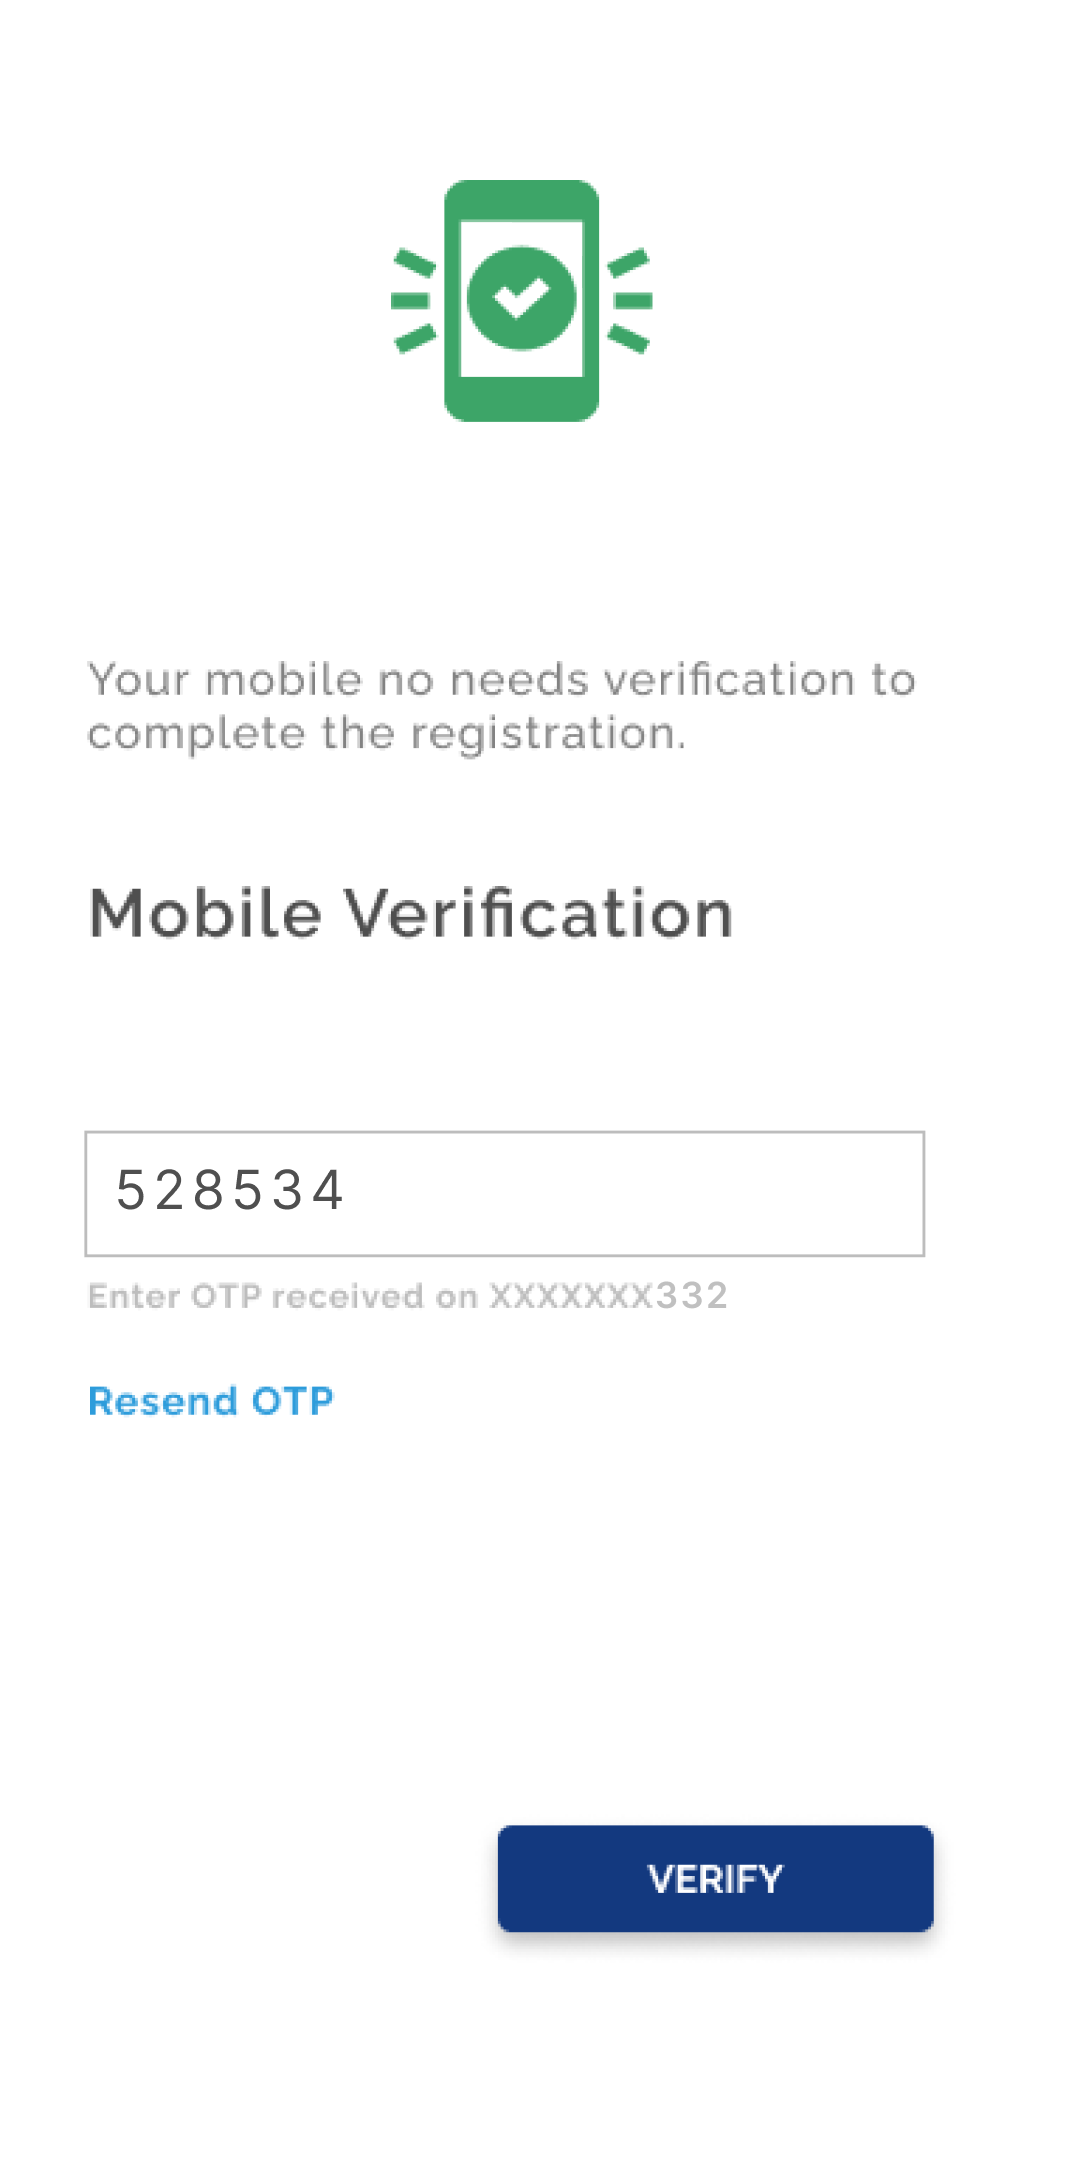 Your mobile no needs verification to
complete the registration.
Mobile Verification
528534
Enter OTP received on XXXXXXX332
Resend OTP
VERIFY